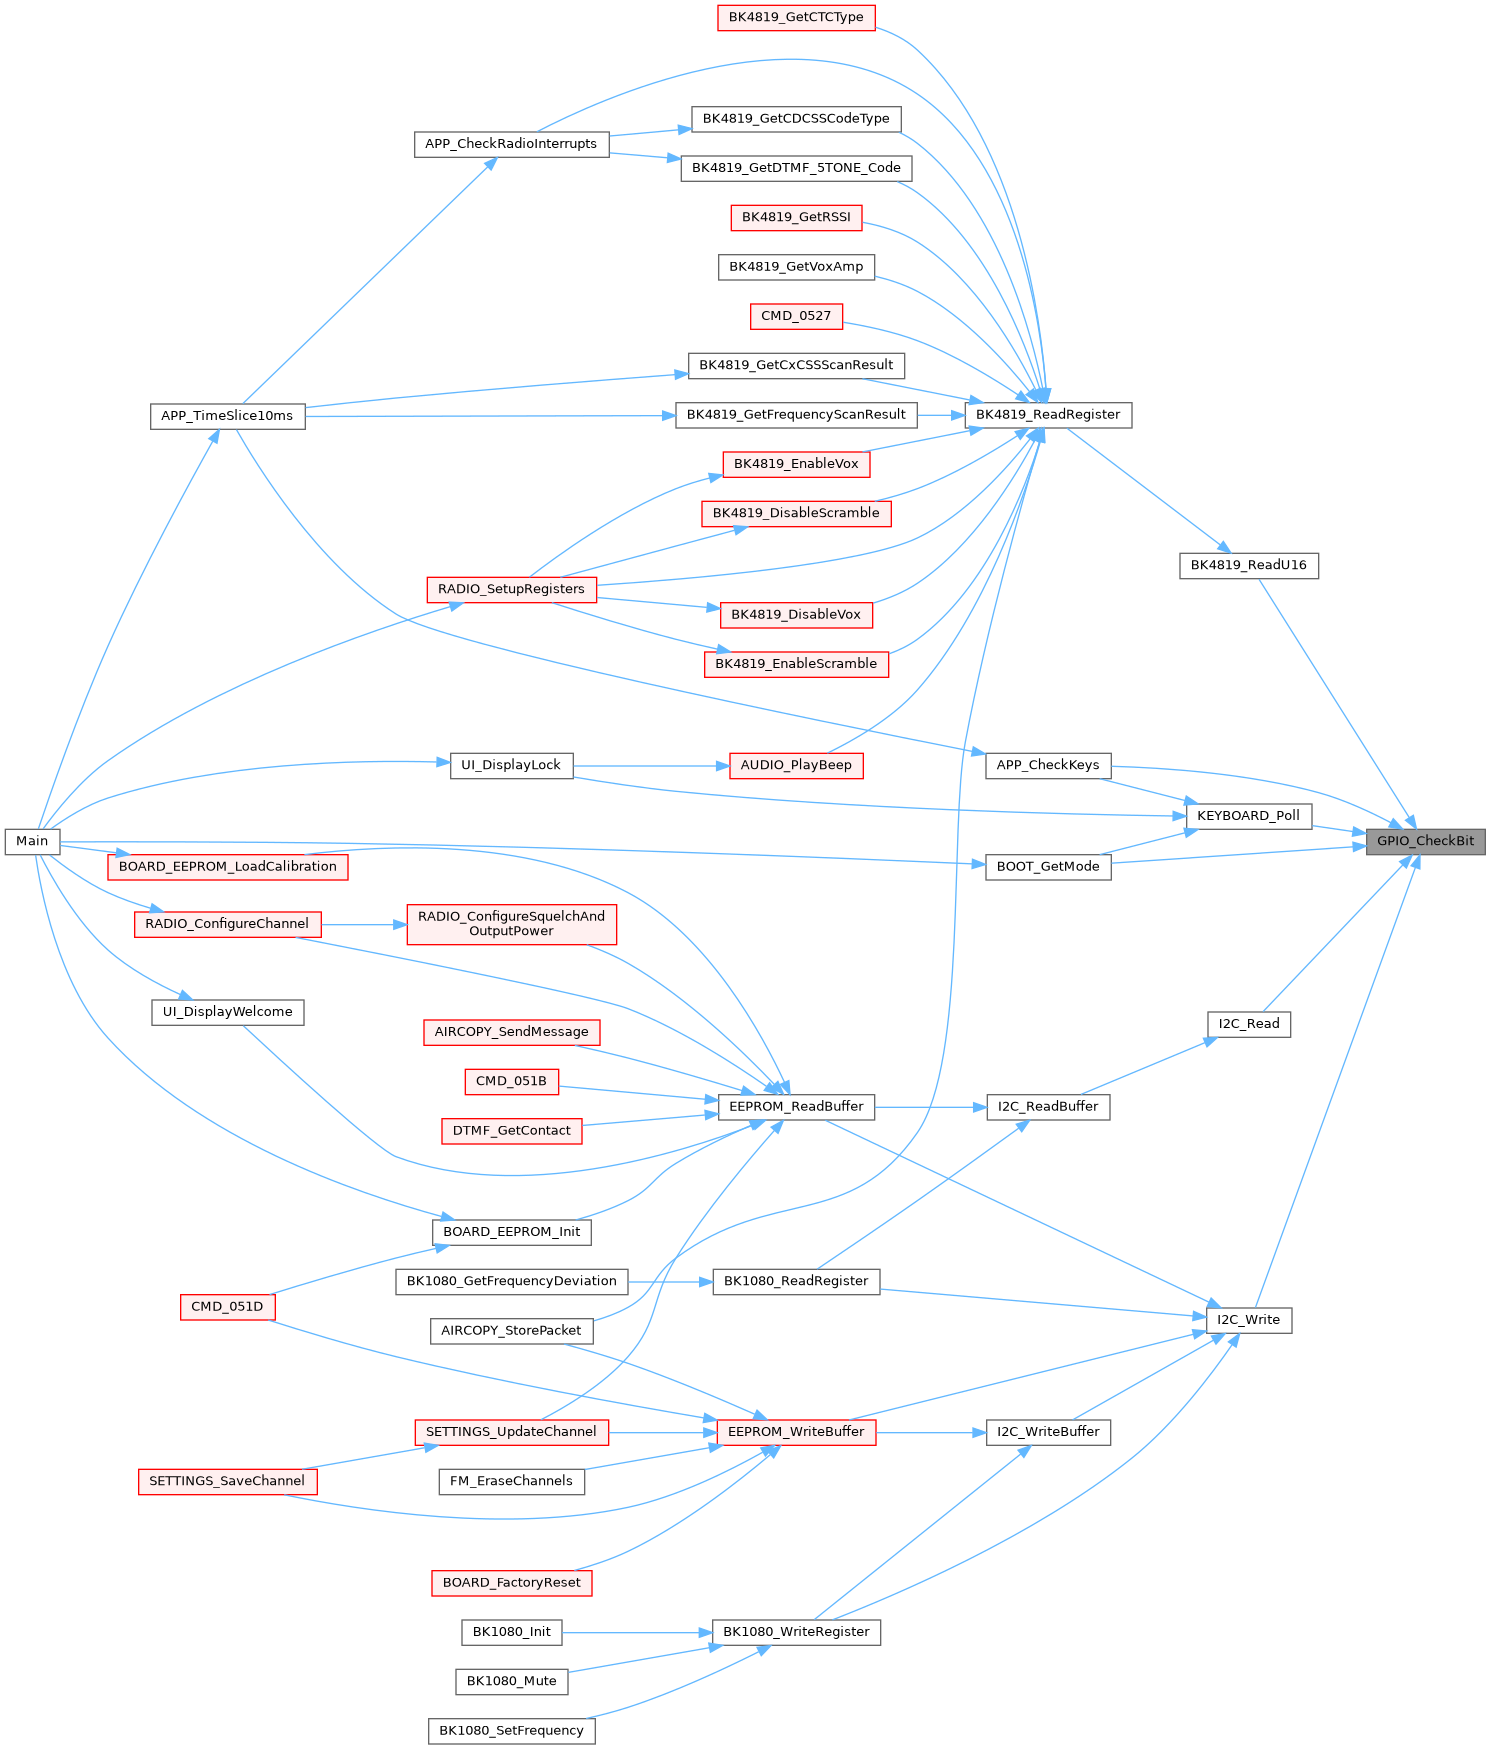 BK4819_GetCTCType
BK4819_GetCDCSSCodeType
APP_CheckRadioInterrupts
BK4819_GetDTMF_5TONE_Code
BK4819_GetRSSI
BK4819_GetVoxAmp
CMD_0527
BK4819_GetCxCSSScanResult
APP_TimeSlice10ms
BK4819_GetFrequencyScanResult
BK4819_ReadRegister
BK4819_EnableVox
BK4819_DisableScramble
BK4819_ReadU16
RADIO_SetupRegisters
BK4819_DisableVox
BK4819_EnableScramble
UI_DisplayLock
AUDIO_PlayBeep
APP_CheckKeys
KEYBOARD_Poll
Main
GPIO_CheckBit
BOARD_EEPROM_LoadCalibration
BOOT_GetMode
RADIO_ConfigureChannel
RADIO_ConfigureSquelchAnd
OutputPower
UI_DisplayWelcome
I2C_Read
AIRCOPY_SendMessage
CMD_051B
EEPROM_ReadBuffer
I2C_ReadBuffer
DTMF_GetContact
BOARD_EEPROM_Init
BK1080_GetFrequencyDeviation
BK1080_ReadRegister
CMD_051D
I2C_Write
AIRCOPY_StorePacket
SETTINGS_UpdateChannel
EEPROM_WriteBuffer
I2C_WriteBuffer
SETTINGS_SaveChannel
FM_EraseChannels
BOARD_FactoryReset
BK1080_Init
BK1080_WriteRegister
BK1080_Mute
BK1080_SetFrequency